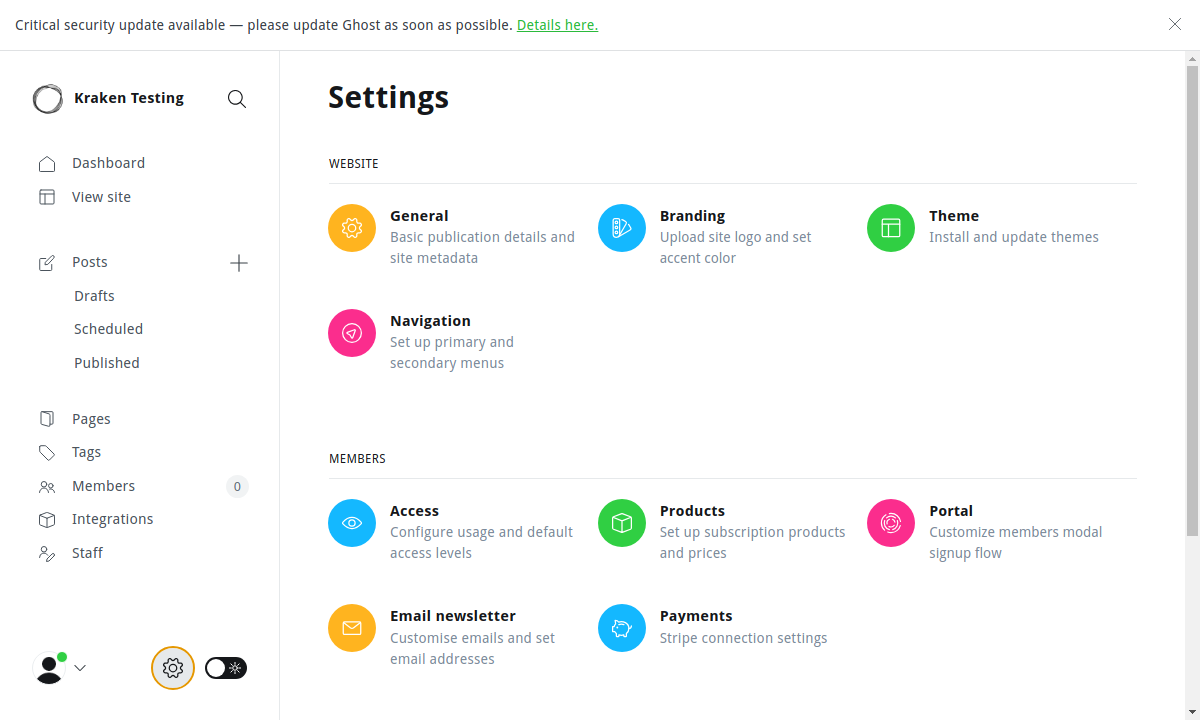 Critical security update available — please update Ghost as soon as possible. Details here.
Kraken Testing
Dashboard
View site
Posts
Drafts
Scheduled
Published
Pages
Tags
Members
0
Integrations
Staff
Settings
WEBSITE
General
Basic publication details and
site metadata
Branding
Upload site logo and set
accent color
Theme
Install and update themes
Navigation
Set up primary and
secondary menus
MEMBERS
Access
Configure usage and default
access levels
Products
Set up subscription products
and prices
Portal
Customize members modal
signup flow
Email newsletter
Customise emails and set
email addresses
Payments
Stripe connection settings